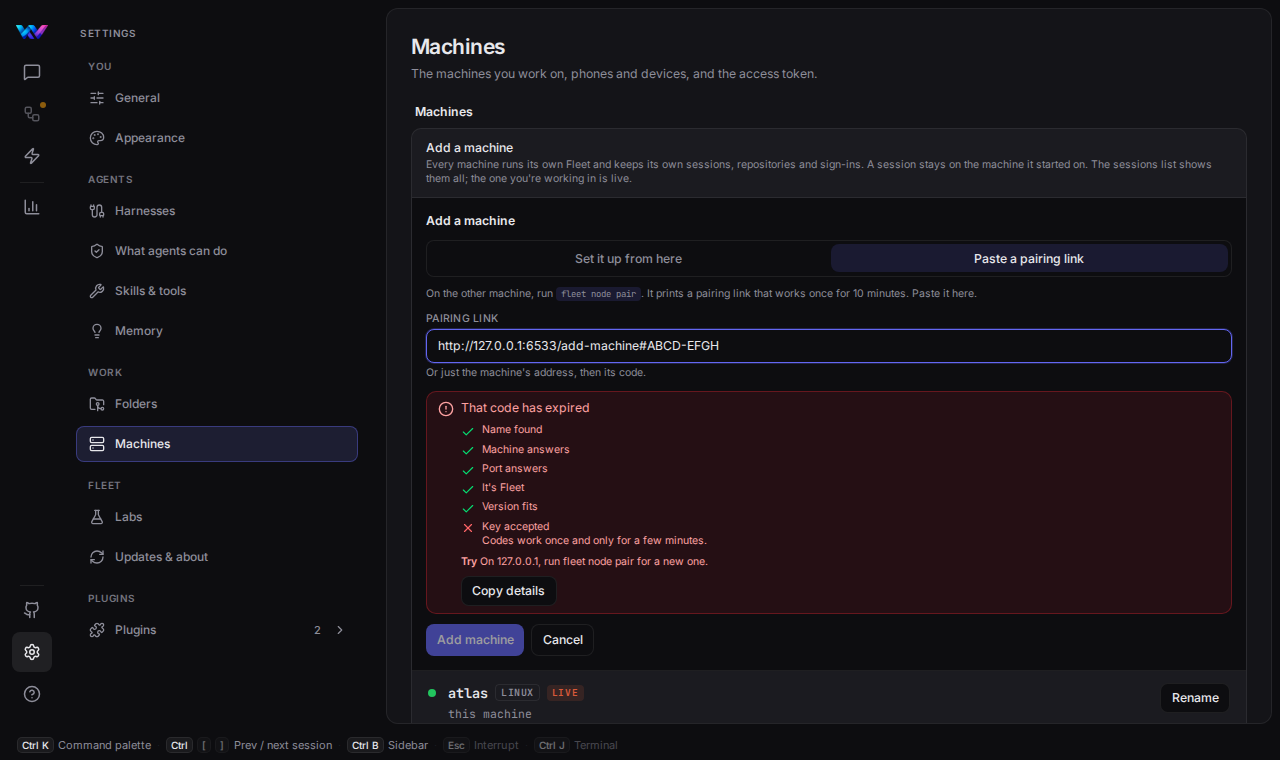 SETTINGS
YOU
General
Appearance
AGENTS
Harnesses
What agents can do
Skills & tools
Memory
WORK
Folders
Machines
FLEET
Labs
Updates & about
PLUGINS
Plugins 2
Machines
The machines you work on, phones and devices, and the access token.
Machines
Add a machine
Every machine runs its own Fleet and keeps its own sessions, repositories and sign-ins. A session stays on the machine it started on. The sessions list shows
them all; the one you're working in is live.
Add a machine
Set it up from here Paste a pairing link
On the other machine, run fleet node pair. It prints a pairing link that works once for 10 minutes. Paste it here.
PAIRING LINK
http://127.0.0.1:6533/add-machine#ABCD-EFGH
Or just the machine's address, then its code.
That code has expired
Name found
Machine answers
Port answers
It's Fleet
Version fits
Key accepted
Codes work once and only for a few minutes.
Try On 127.0.0.1, run fleet node pair for a new one.
Copy details
Add machine Cancel
atlas LINUX LIVE Rename
this machine
Ctrl K Command palette Ctrl [ ] Prev / next session Ctrl B Sidebar Esc Interrupt Ctrl J Terminal